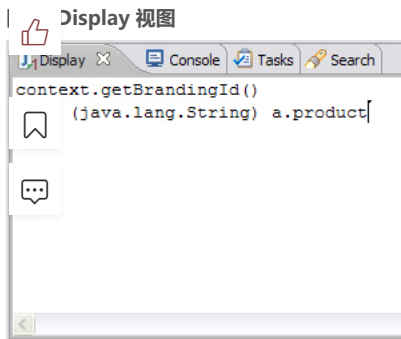 Display 视图
Display Console Tasks Search
context.getBrandingId()
(java.lang.String) a.product